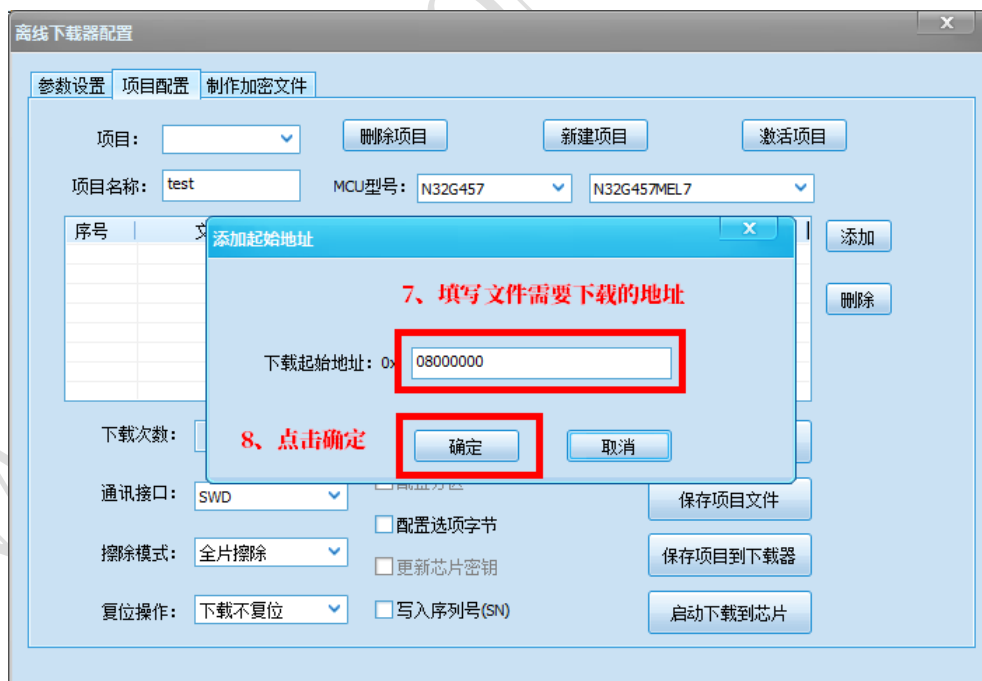 离线下载器配置
x
参数设置 项目配置 制作加密文件
项目： 删除项目 新建项目 激活项目
项目名称： test MCU型号： N32G457 N32G457MEL7
序号 添加
添加起始地址 x
7、填写文件需要下载的地址
删除
下载起始地址：0x 08000000
下载次数：
8、点击确定 确定 取消
通讯接口： SWD 保存项目文件
配置选项字节
擦除模式： 全片擦除 更新芯片密钥 保存项目到下载器
复位操作： 下载不复位 写入序列号(SN) 启动下载到芯片